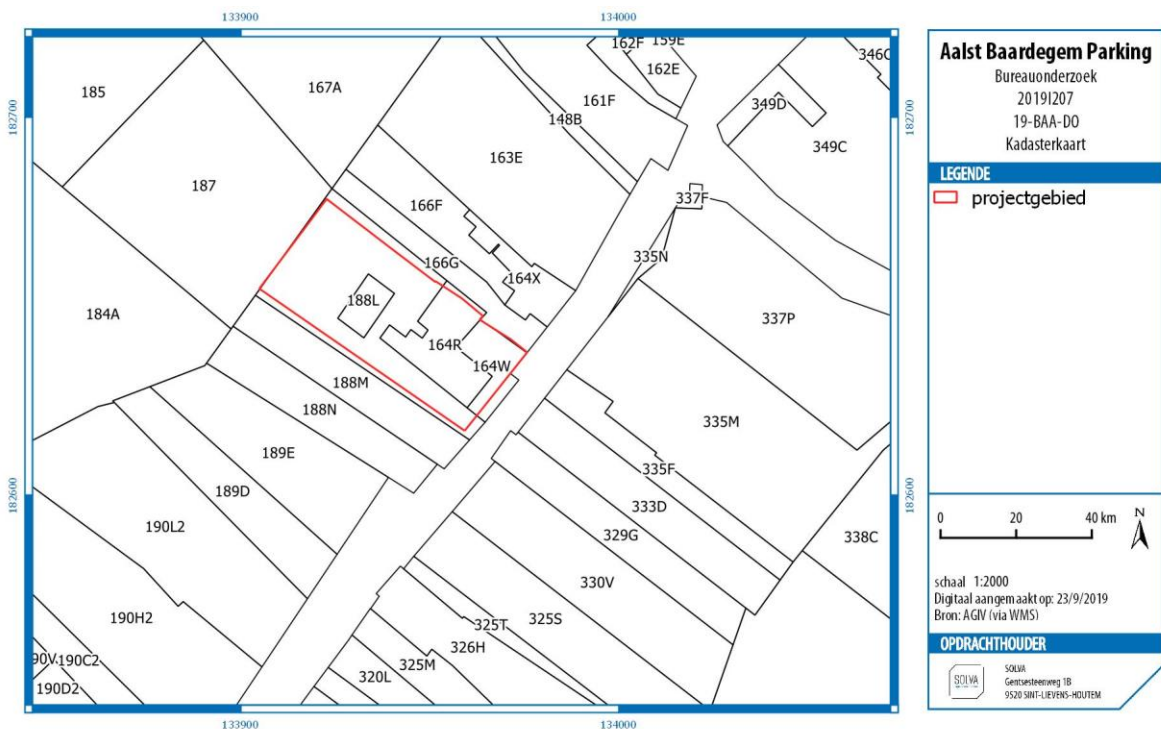 133900
134000
182700
182600
185
167A
187
184A
162F
159E
162E
161F
148B
163E
166F
166G
164X
188L
164R
164W
188M
188N
189E
189D
190L2
190H2
190V
190C2
190D2
346C
349D
349C
337F
335N
337P
335M
335F
333D
329G
330V
338C
325S
325T
326H
325M
320L
182700
182600
133900
134000
Aalst Baardegem Parking
Bureauonderzoek
2019I207
19-BAA-DO
Kadasterkaart
LEGENDE
projectgebied
0 20 40 km
N
schaal 1:2000
Digitaal aangemaakt op: 23/9/2019
Bron: AGIV (via WMS)
OPDRACHTHOUDER
SOLVA
SOLVA
Gentsesteenweg 1B
9520 SINT-LIEVENS-HOUTEM